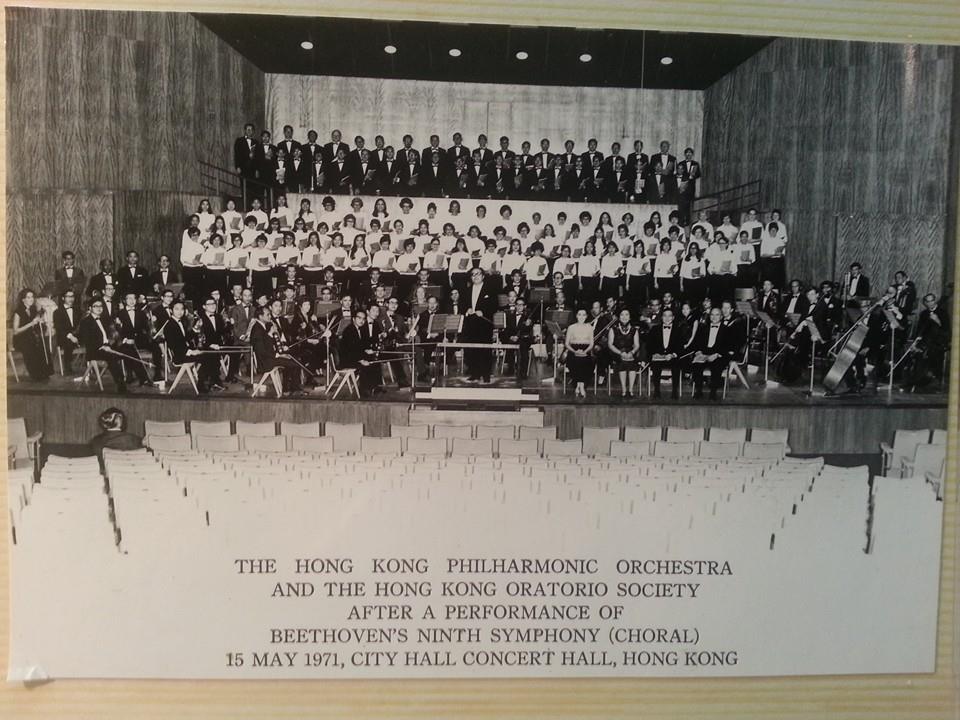 THE HONG KONG PHILHARMONIC ORCHESTRA
AND THE HONG KONG ORATORIO SOCIETY
AFTER A PERFORMANCE OF
BEETHOVEN'S NINTH SYMPHONY (CHORAL)
15 MAY 1971, CITY HALL CONCERT HALL, HONG KONG